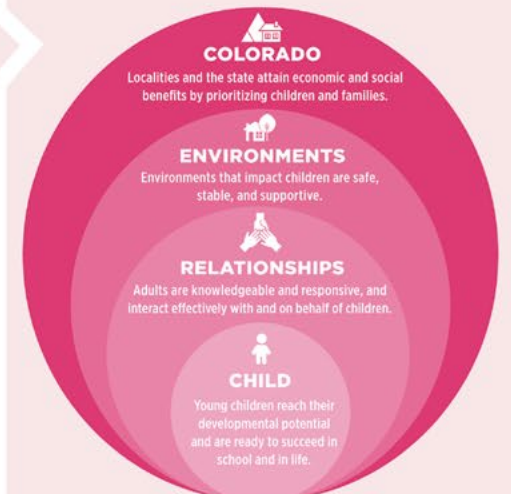 COLORADO
Localities and the state attain economic and social
benefits by prioritizing children and families.
ENVIRONMENTS
Environments that impact children are safe,
stable, and supportive.
RELATIONSHIPS
Adults are knowledgeable and responsive, and
interact effectively with and on behalf of children.
CHILD
Young children reach their
developmental potential
and are ready to succeed in
school and in life.